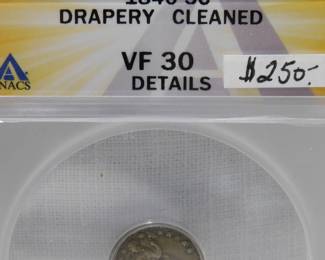 DRAPERY CLEANED
VF 30
DETAILS
$250-
ANACS